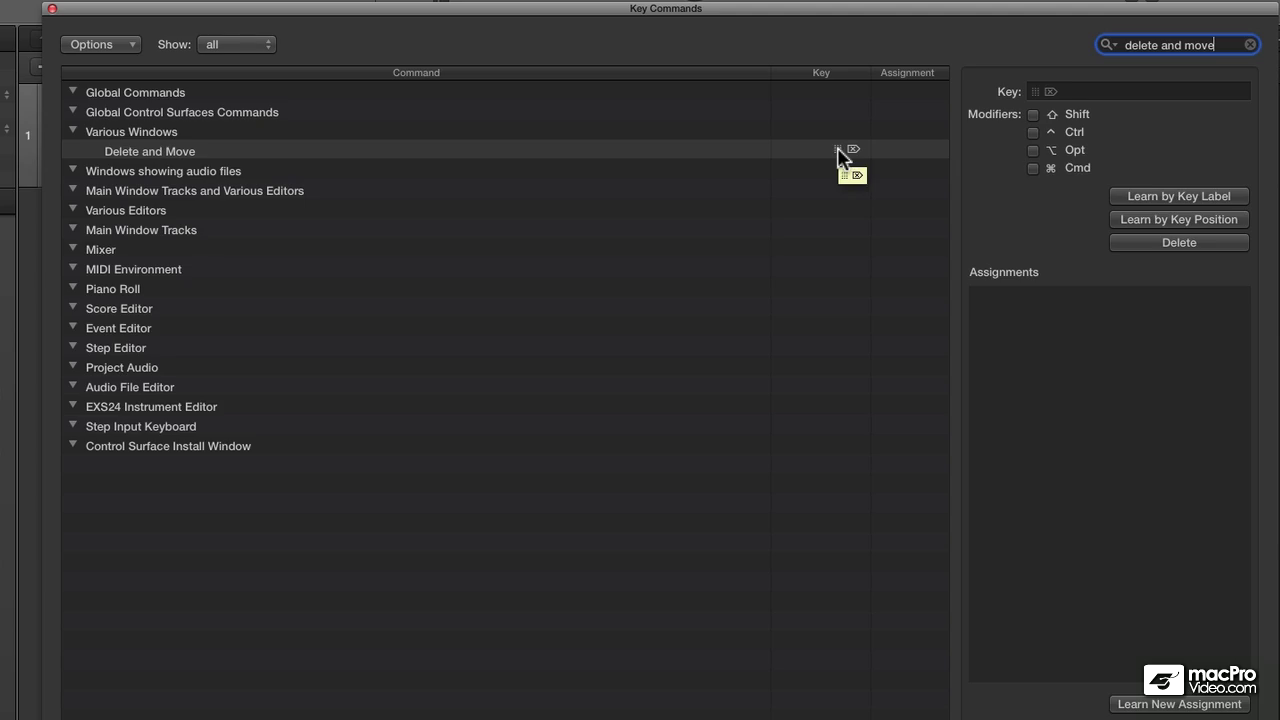 Key Commands
Options
Show: all
delete and move
Command Key Assignment
Global Commands
Global Control Surfaces Commands
Various Windows
Delete and Move
Windows showing audio files
Main Window Tracks and Various Editors
Various Editors
Main Window Tracks
Mixer
MIDI Environment
Piano Roll
Score Editor
Event Editor
Step Editor
Project Audio
Audio File Editor
EXS24 Instrument Editor
Step Input Keyboard
Control Surface Install Window
1
Key: ⌦
Modifiers: ⇧ Shift
^ Ctrl
⌥ Opt
⌘ Cmd
Learn by Key Label
Learn by Key Position
Delete
Assignments
Learn New Assignment
macPro
Video.com